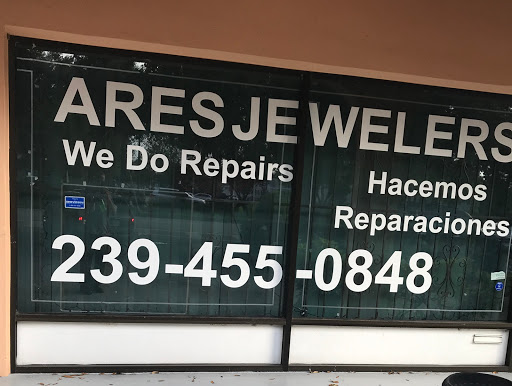 ARES JEWELERS
We Do Repairs
Hacemos
Reparaciones
239-455-0848